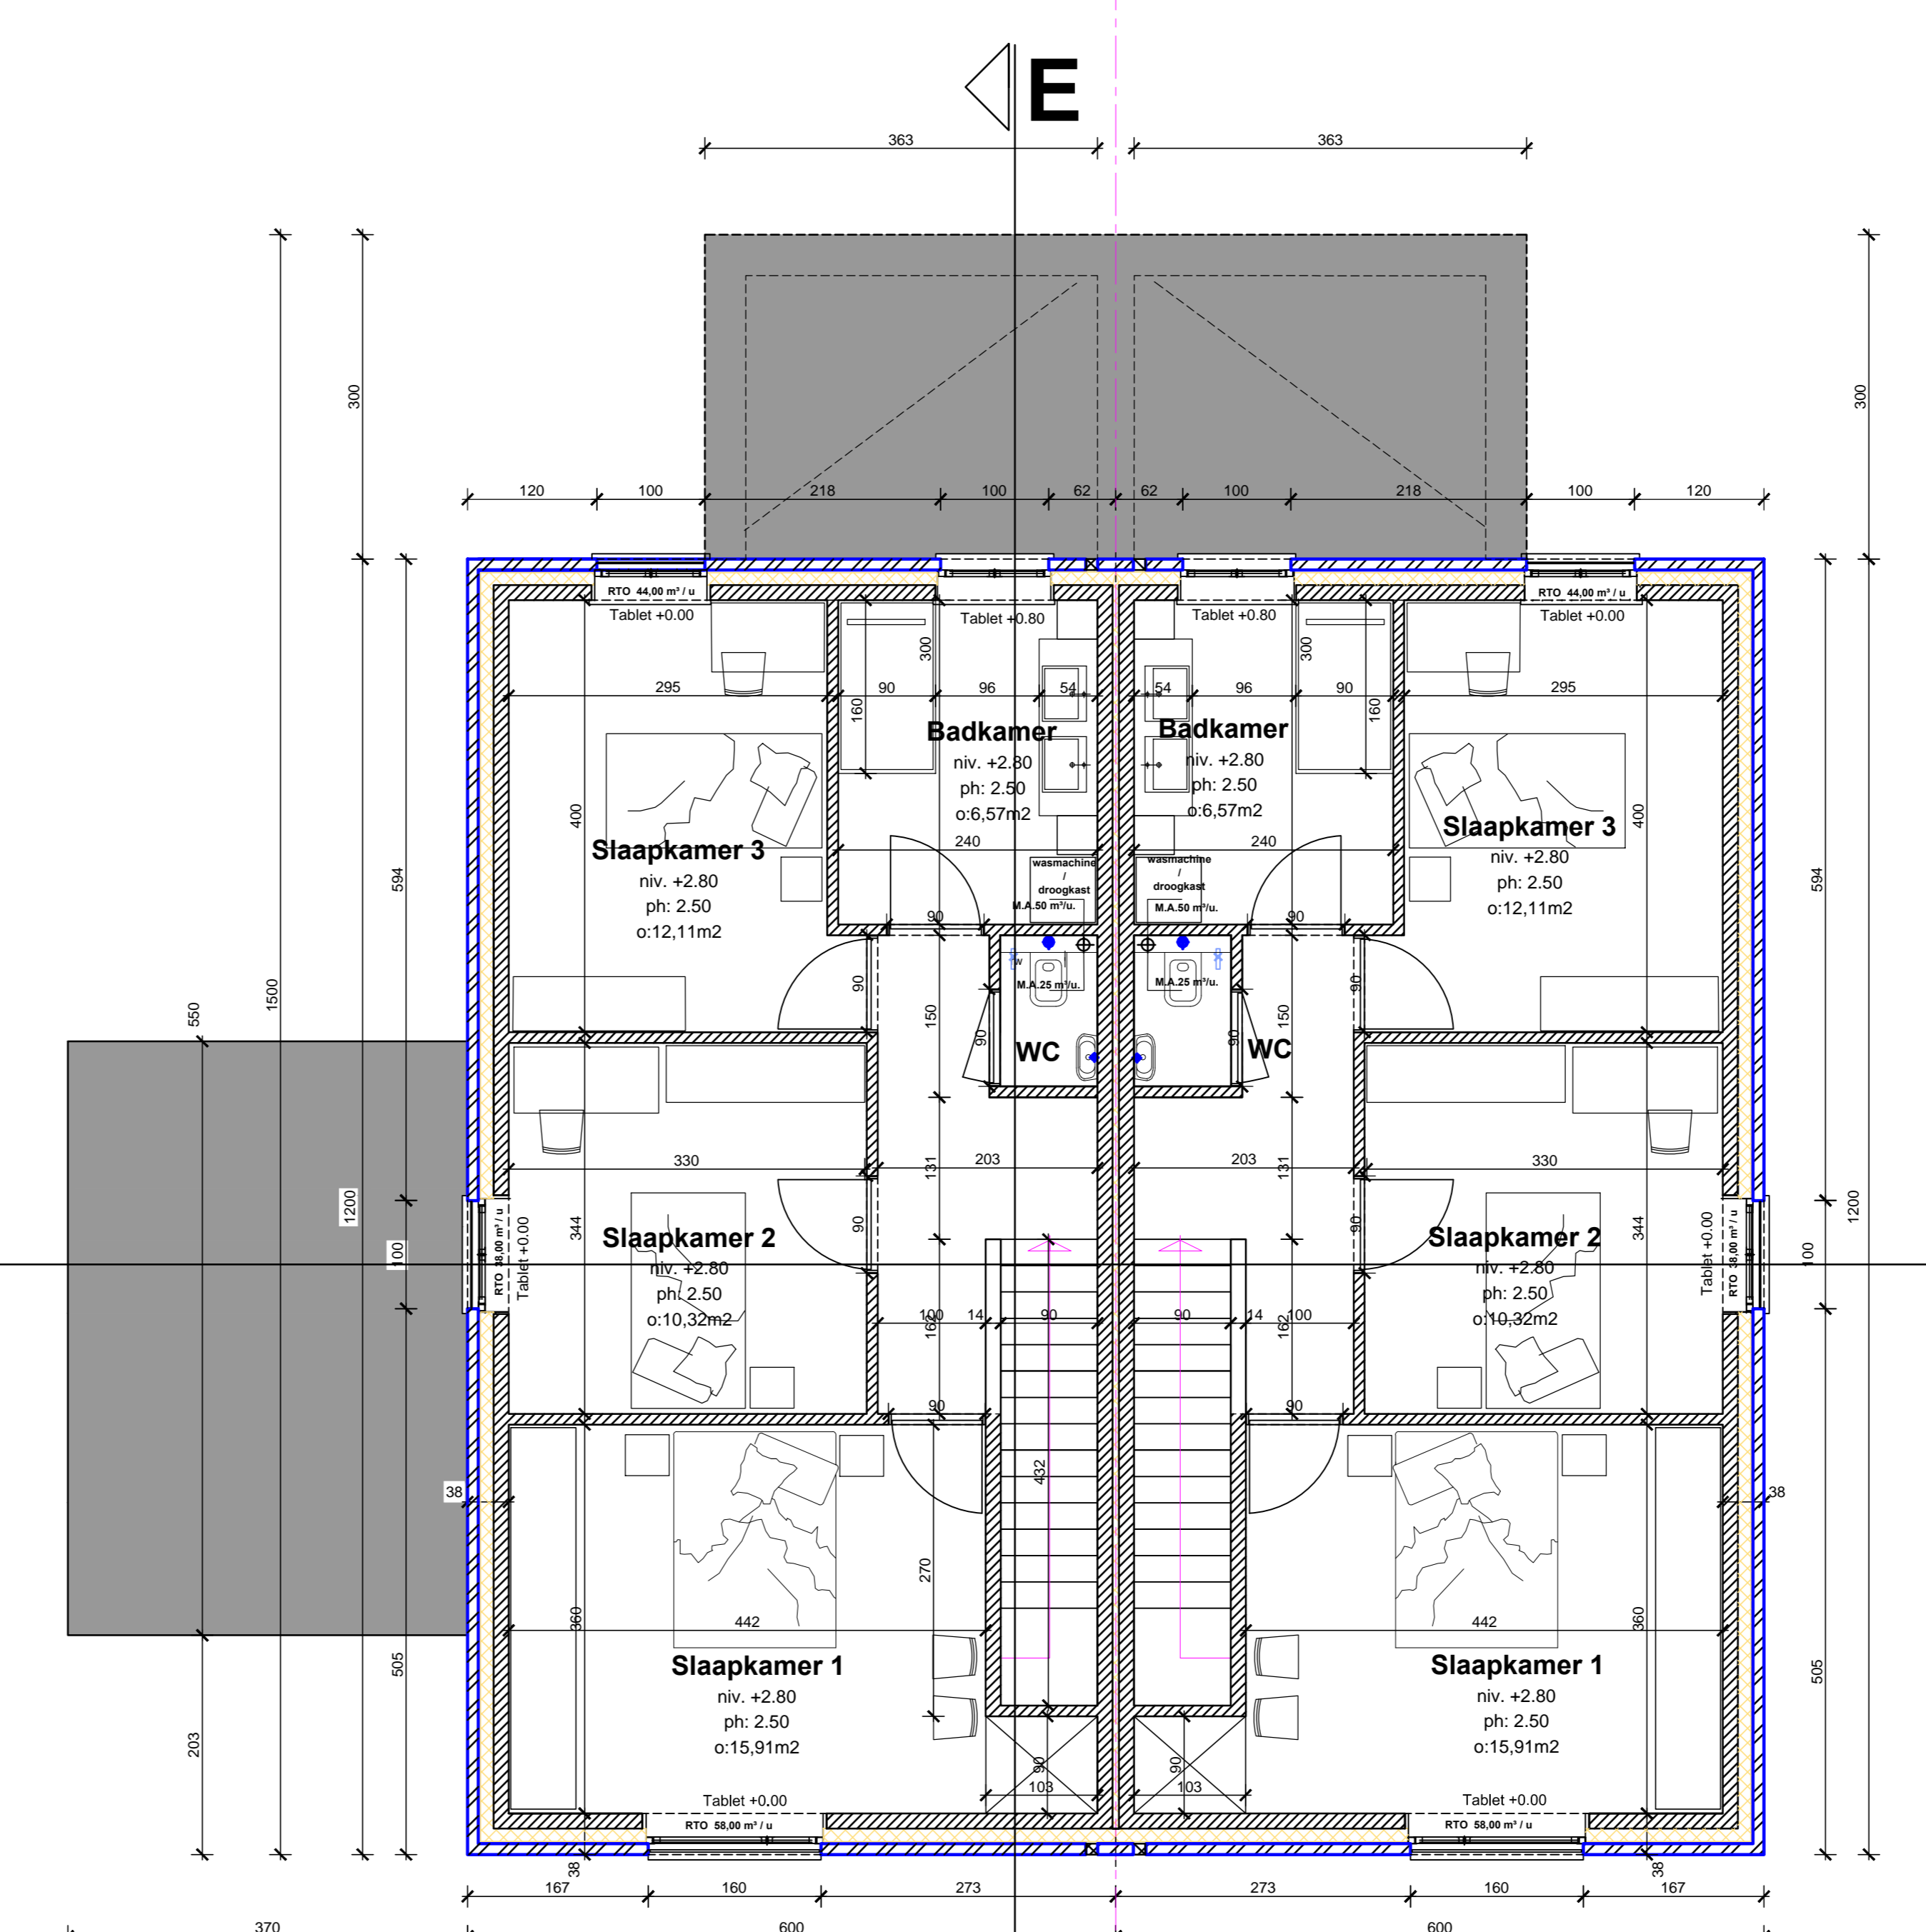 E
363 363
300 300
1500
120 100 218 100 62 62 100 218 100 120
RTO 44,00 m³ / u
Tablet +0.00
Tablet +0.80
Tablet +0.80
RTO 44,00 m³ / u
Tablet +0.00
300 300
295 90 96 54 54 96 90 295
160 160
Badkamer
niv. +2.80
ph: 2.50
o:6,57m2
Badkamer
niv. +2.80
ph: 2.50
o:6,57m2
400 400
240 240
Slaapkamer 3
niv. +2.80
ph: 2.50
o:12,11m2
Slaapkamer 3
niv. +2.80
ph: 2.50
o:12,11m2
wasmachine
/
droogkast
M.A.50 m³/u.
wasmachine
/
droogkast
M.A.50 m³/u.
594 594
90 90
90 90
W
M.A.25 m³/u.
M.A.25 m³/u.
150 150
90 90
WC WC
550
330 203 203 330
131 131
1200 1200
100 100
RTO 38,00 m³ / u
Tablet +0.00
Tablet +0.00
RTO 38,00 m³ / u
344 344
90 90
Slaapkamer 2
niv. +2.80
ph: 2.50
o:10,32m2
Slaapkamer 2
niv. +2.80
ph: 2.50
o:10,32m2
100 14 90 90 14 100
162 162
90 90
432
38 38
270
360 360
442 442
505 505
203
Slaapkamer 1
niv. +2.80
ph: 2.50
o:15,91m2
Slaapkamer 1
niv. +2.80
ph: 2.50
o:15,91m2
90 90
103 103
Tablet +0.00
RTO 58,00 m³ / u
Tablet +0.00
RTO 58,00 m³ / u
38 38
167 160 273 273 160 167
370 600 600